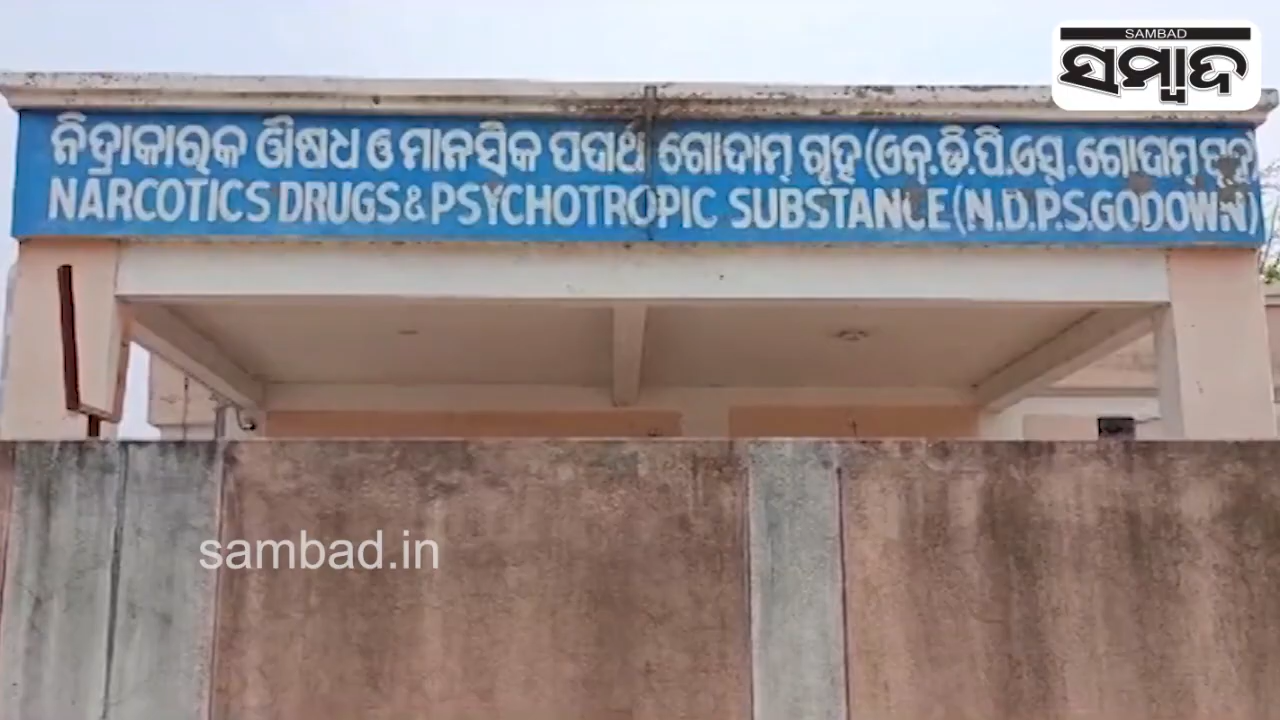 SAMBAD
ସମ୍ବାଦ
ନିଦ୍ରାକାରକ ଔଷଧ ଓ ମାନସିକ ପଦାର୍ଥ ଗୋଦାମ୍ ଗୃହ (ଏନ୍.ଡି.ପି.ଏସ୍.ଗୋଦାମ୍
NARCOTICS DRUGS & PSYCHOTROPIC SUBSTANCE (N.D.P.S.GODOWN)
sambad.in